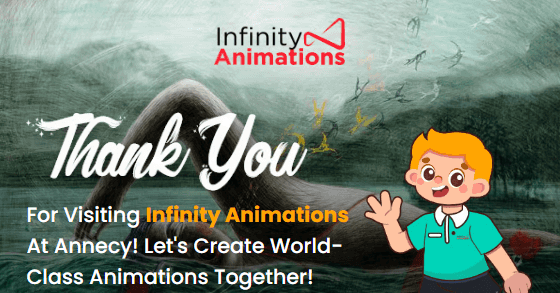 Infinity
Animations
Thank You
For Visiting Infinity Animations
At Annecy! Let's Create World-
Class Animations Together!